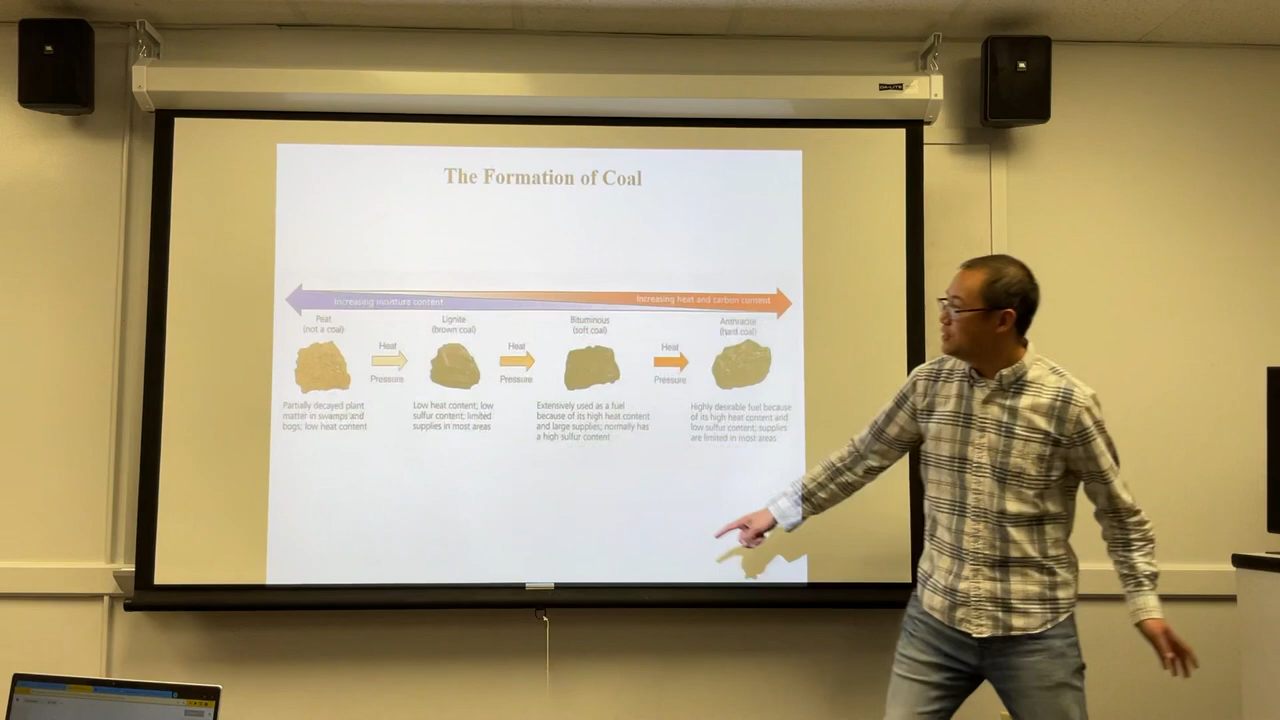 JBL
DA-LITE
JBL
The Formation of Coal
Increasing moisture content
Increasing heat and carbon content
Peat
(not a coal)
Heat
Pressure
Lignite
(brown coal)
Heat
Pressure
Bituminous
(soft coal)
Heat
Pressure
Anthracite
(hard coal)
Partially decayed plant
matter in swamps and
bogs; low heat content
Low heat content; low
sulfur content; limited
supplies in most areas
Extensively used as a fuel
because of its high heat content
and large supplies; normally has
a high sulfur content
Highly desirable fuel because
of its high heat content and
low sulfur content; supplies
are limited in most areas